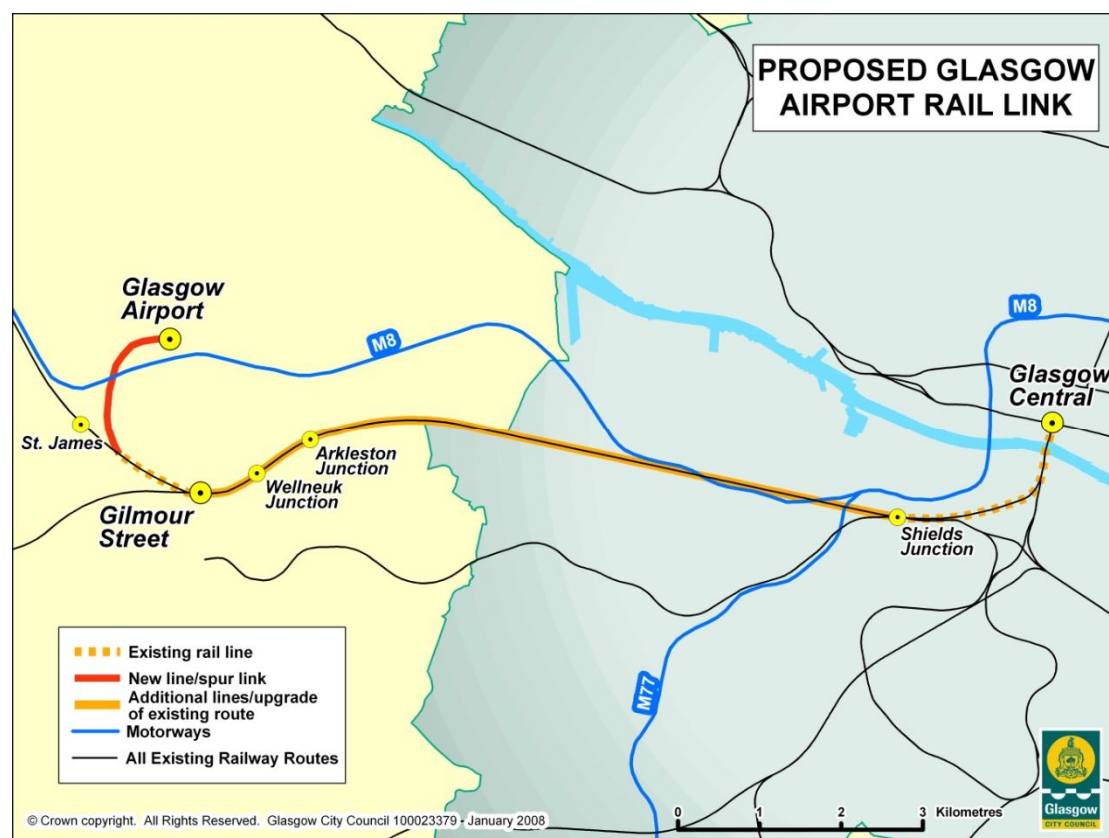 PROPOSED GLASGOW
AIRPORT RAIL LINK
Glasgow
Airport
M8
M8
Glasgow
Central
St. James
Arkleston
Junction
Wellneuk
Junction
Gilmour
Street
Shields
Junction
M77
Existing rail line
New line/spur link
Additional lines/upgrade
of existing route
Motorways
All Existing Railway Routes
0 1 2 3 Kilometres
Glasgow
CITY COUNCIL
© Crown copyright. All Rights Reserved. Glasgow City Council 100023379 - January 2008